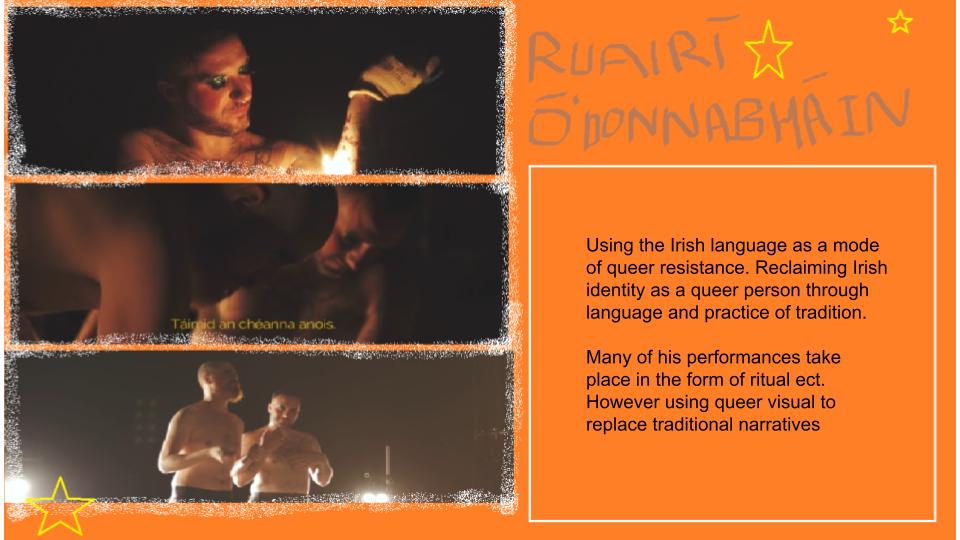 RUAIRÍ
Ó'DONNABHÁIN
Táimid an chéanna anois.
Using the Irish language as a mode
of queer resistance. Reclaiming Irish
identity as a queer person through
language and practice of tradition.
Many of his performances take
place in the form of ritual ect.
However using queer visual to
replace traditional narratives